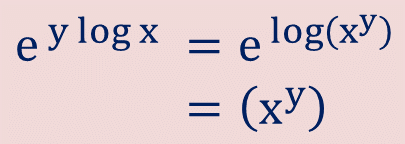 e^{y log x} = e^{log(x^y)}
= (x^y)